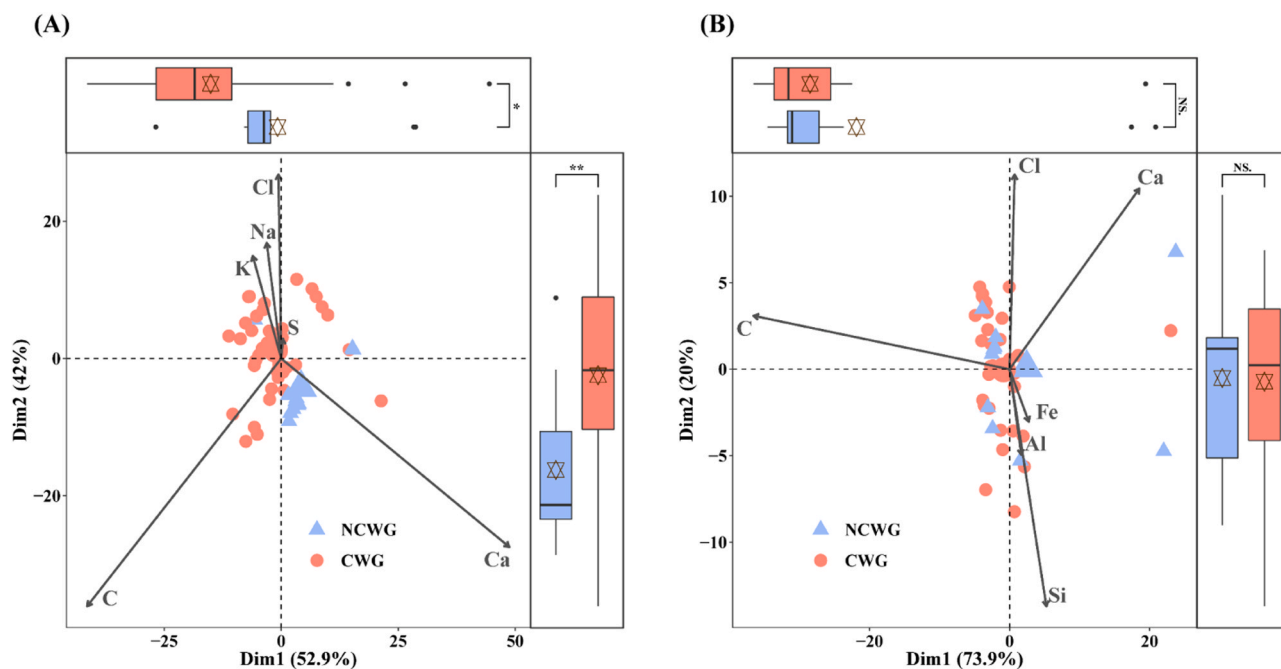 (A)
*
**
Cl
Na
K
S
C
Ca
20
0
−20
Dim2 (42%)
NCWG
CWG
−25
0
25
50
Dim1 (52.9%)
(B)
NS.
NS.
Cl
Ca
C
Fe
Al
Si
10
5
0
−5
−10
Dim2 (20%)
NCWG
CWG
−20
0
20
Dim1 (73.9%)